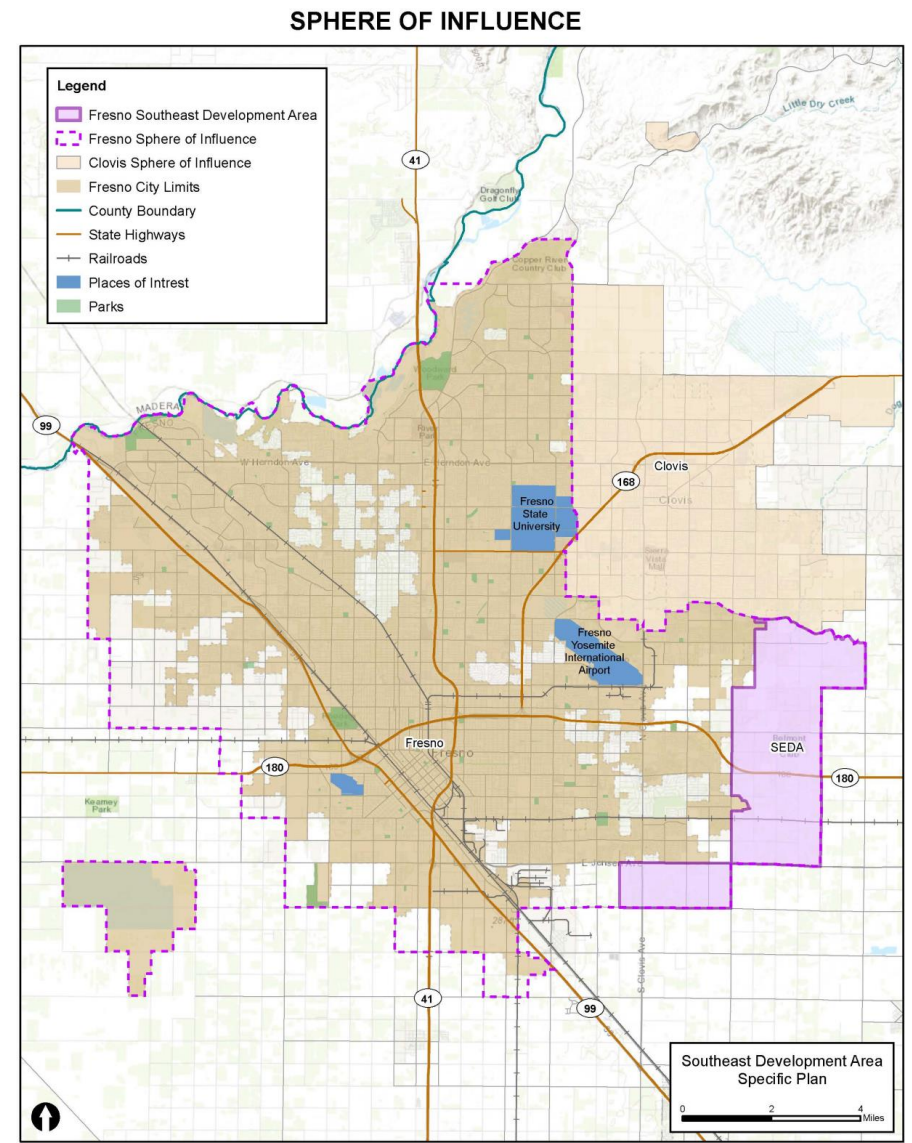 SPHERE OF INFLUENCE
Legend
Fresno Southeast Development Area
Fresno Sphere of Influence
Clovis Sphere of Influence
Fresno City Limits
County Boundary
State Highways
Railroads
Places of Intrest
Parks
Little Dry Creek
41
Dragonfly
Golf Club
Copper River
Country Club
Woodward
Park
MADERA
FRESNO
99
W Herndon Ave
E Herndon Ave
Clovis
168
Clovis
Fresno
State
University
Sierra
Vista
Mall
Fresno
Yosemite
International
Airport
Fresno
Fresno
Belmont
SEDA
180
180
Kearney
Park
E Jensen Ave
S Clovis Ave
41
99
Southeast Development Area
Specific Plan
0 2 4
Miles